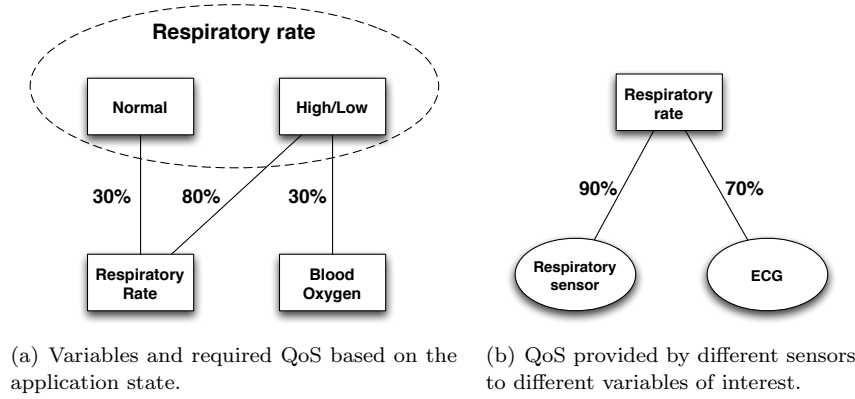 Respiratory rate
Normal
High/Low
30%
80%
30%
Respiratory
Rate
Blood
Oxygen
(a) Variables and required QoS based on the
application state.
Respiratory
rate
90%
70%
Respiratory
sensor
ECG
(b) QoS provided by different sensors
to different variables of interest.